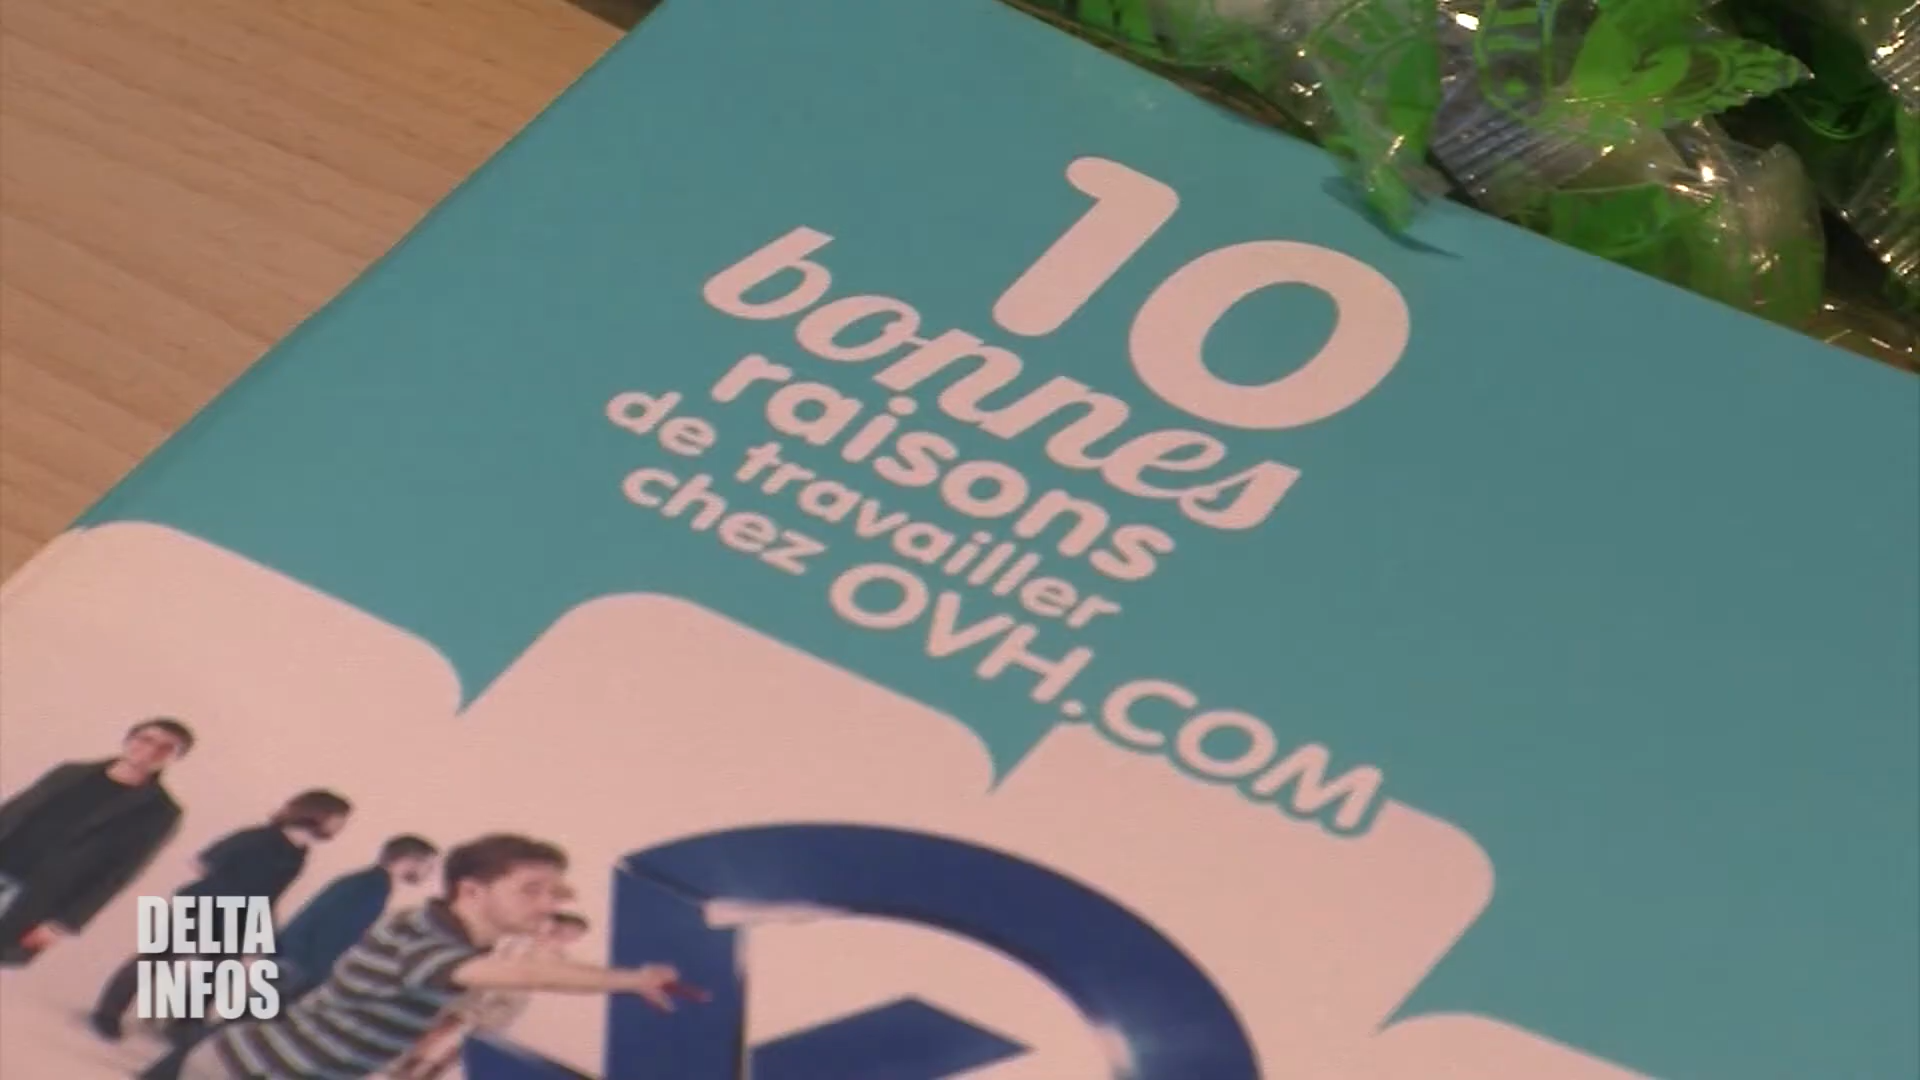 10
bonnes
raisons
de travailler
chez OVH.COM
DELTA
INFOS